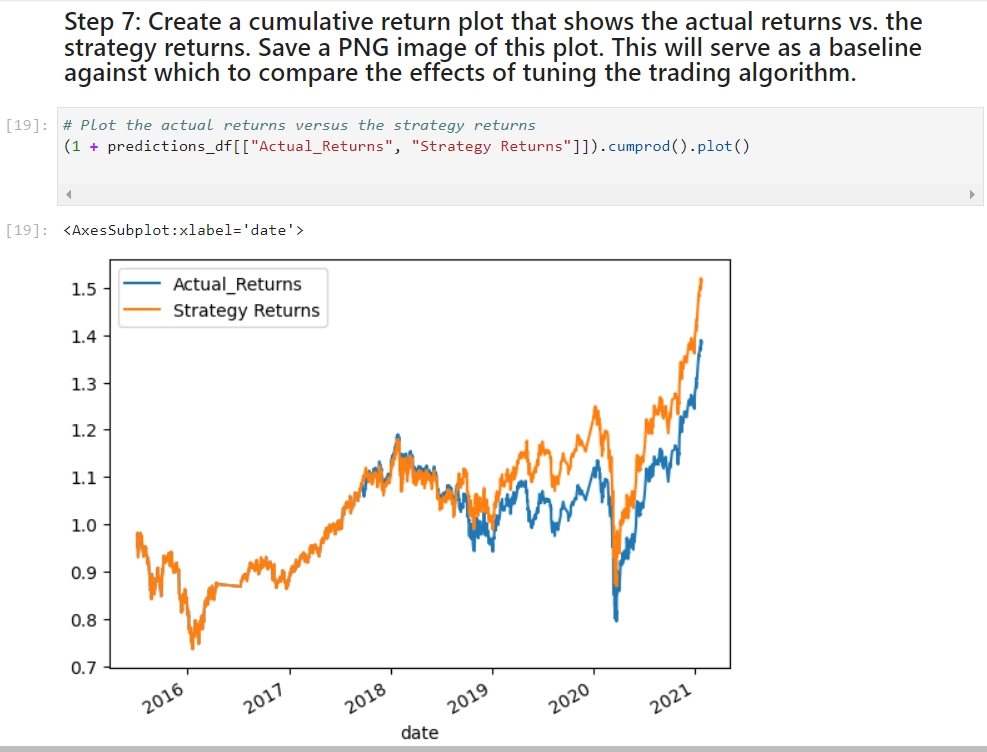 Step 7: Create a cumulative return plot that shows the actual returns vs. the
strategy returns. Save a PNG image of this plot. This will serve as a baseline
against which to compare the effects of tuning the trading algorithm.
[19]: # Plot the actual returns versus the strategy returns
(1 + predictions_df[["Actual_Returns", "Strategy Returns"]]).cumprod().plot()
[19]: <AxesSubplot:xlabel='date'>
Actual_Returns
Strategy Returns
1.5
1.4
1.3
1.2
1.1
1.0
0.9
0.8
0.7
2016 2017 2018 2019 2020 2021
date